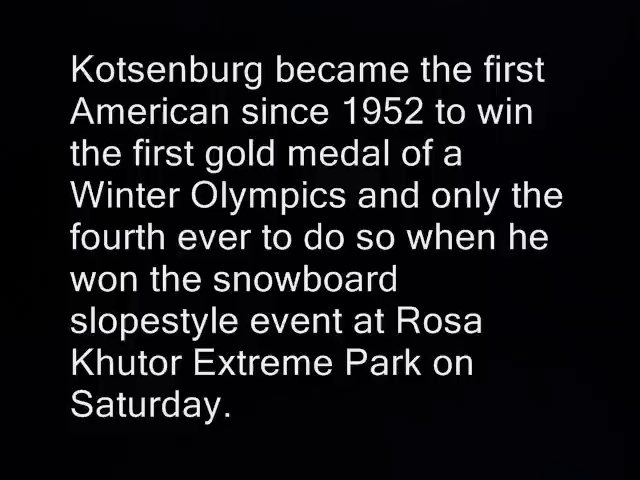 Kotsenburg became the first
American since 1952 to win
the first gold medal of a
Winter Olympics and only the
fourth ever to do so when he
won the snowboard
slopestyle event at Rosa
Khutor Extreme Park on
Saturday.